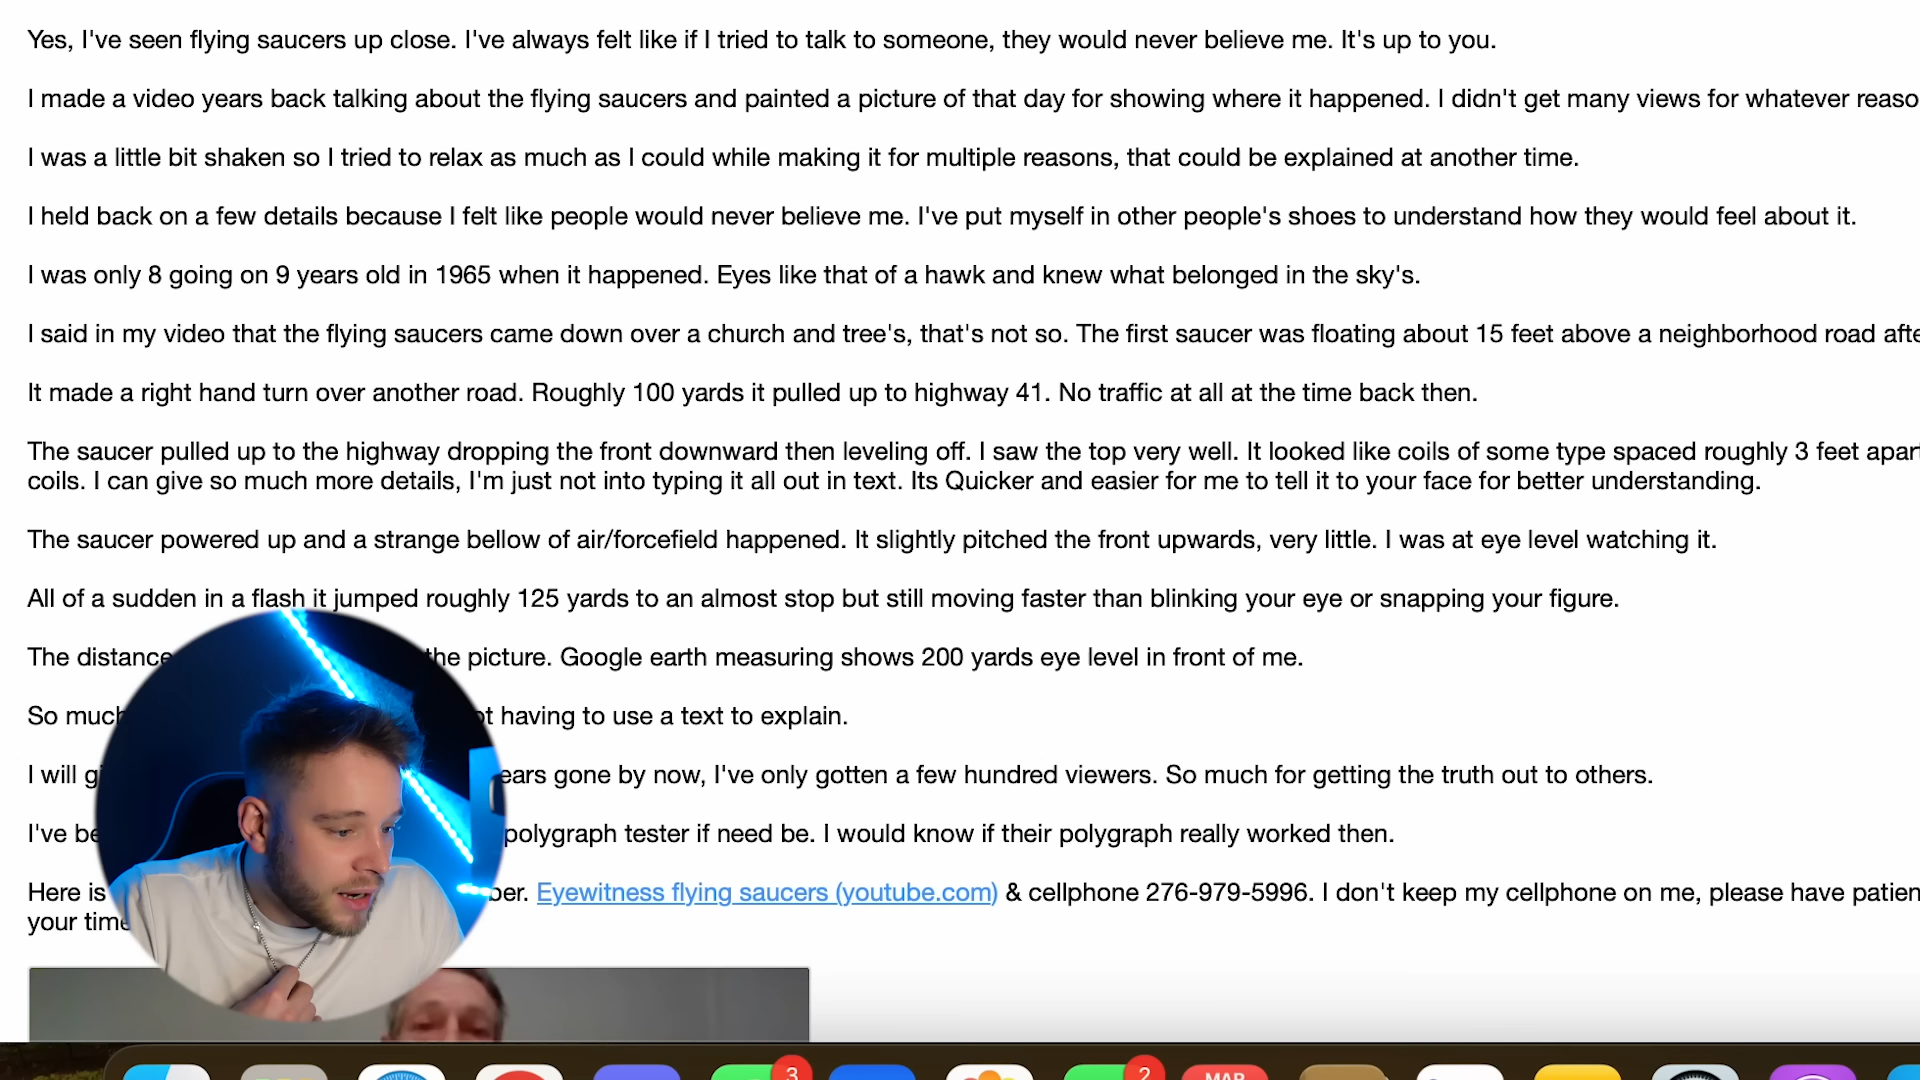 Yes, I've seen flying saucers up close. I've always felt like if I tried to talk to someone, they would never believe me. It's up to you.
I made a video years back talking about the flying saucers and painted a picture of that day for showing where it happened. I didn't get many views for whatever reaso
I was a little bit shaken so I tried to relax as much as I could while making it for multiple reasons, that could be explained at another time.
I held back on a few details because I felt like people would never believe me. I've put myself in other people's shoes to understand how they would feel about it.
I was only 8 going on 9 years old in 1965 when it happened. Eyes like that of a hawk and knew what belonged in the sky's.
I said in my video that the flying saucers came down over a church and tree's, that's not so. The first saucer was floating about 15 feet above a neighborhood road afte
It made a right hand turn over another road. Roughly 100 yards it pulled up to highway 41. No traffic at all at the time back then.
The saucer pulled up to the highway dropping the front downward then leveling off. I saw the top very well. It looked like coils of some type spaced roughly 3 feet apart
coils. I can give so much more details, I'm just not into typing it all out in text. Its Quicker and easier for me to tell it to your face for better understanding.
The saucer powered up and a strange bellow of air/forcefield happened. It slightly pitched the front upwards, very little. I was at eye level watching it.
All of a sudden in a flash it jumped roughly 125 yards to an almost stop but still moving faster than blinking your eye or snapping your figure.
The distance the picture. Google earth measuring shows 200 yards eye level in front of me.
So much having to use a text to explain.
I will gone by now, I've only gotten a few hundred viewers. So much for getting the truth out to others.
I've polygraph tester if need be. I would know if their polygraph really worked then.
Here is Eyewitness flying saucers (youtube.com) & cellphone 276-979-5996. I don't keep my cellphone on me, please have patien
your time
3
2
MAR